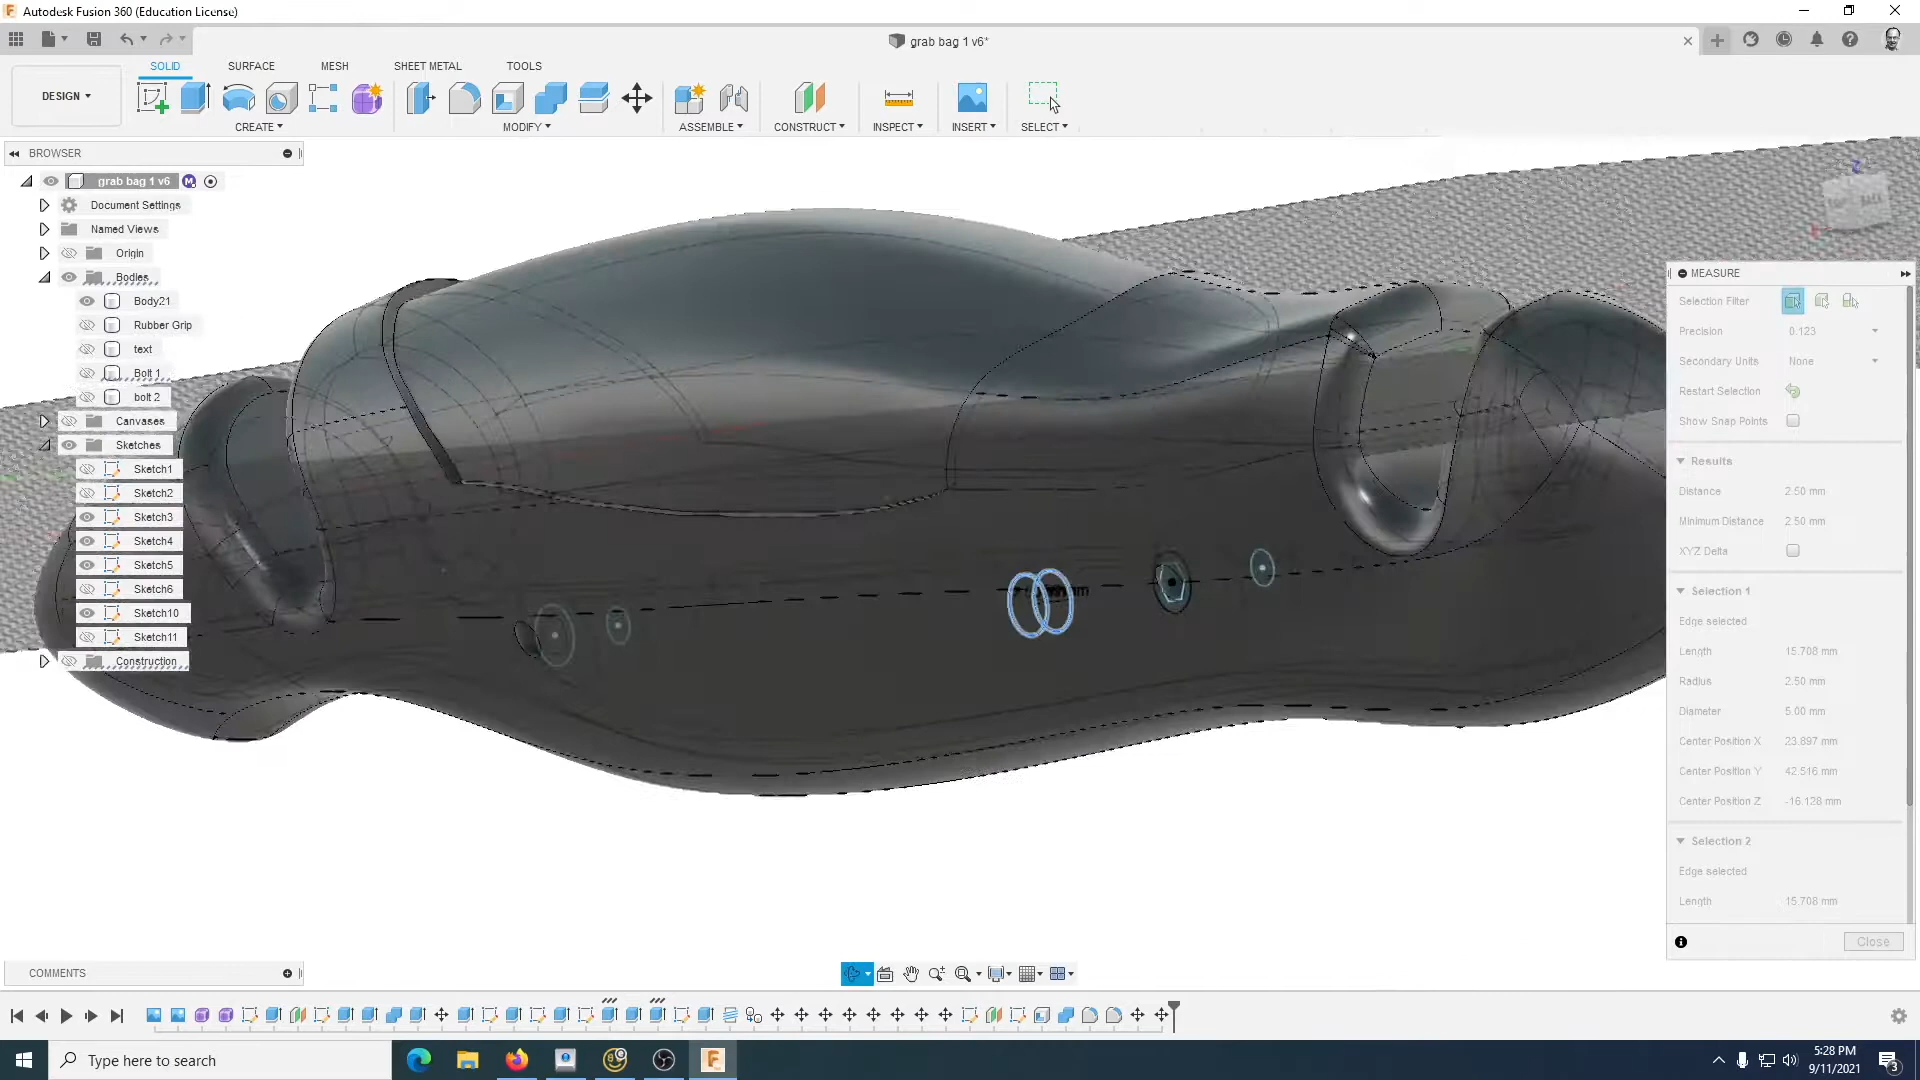 Autodesk Fusion 360 (Education License)
grab bag 1 v6*
DESIGN
SOLID
SURFACE
MESH
SHEET METAL
TOOLS
CREATE
MODIFY
ASSEMBLE
CONSTRUCT
INSPECT
INSERT
SELECT
BROWSER
grab bag 1 v6
M
Document Settings
Named Views
Origin
Bodies
Body21
Rubber Grip
text
Bolt 1
bolt 2
Canvases
Sketches
Sketch1
Sketch2
Sketch3
Sketch4
Sketch5
Sketch6
Sketch10
Sketch11
Construction
BACK
MEASURE
Selection Filter
Precision 0.123
Secondary Units None
Restart Selection
Show Snap Points
Results
Distance 2.50 mm
Minimum Distance 2.50 mm
XYZ Delta
Selection 1
Edge selected
Length 15.708 mm
Radius 2.50 mm
Diameter 5.00 mm
Center Position X 23.897 mm
Center Position Y 42.516 mm
Center Position Z -16.128 mm
Selection 2
Edge selected
Length 15.708 mm
Close
COMMENTS
Type here to search
5:28 PM
9/11/2021
3